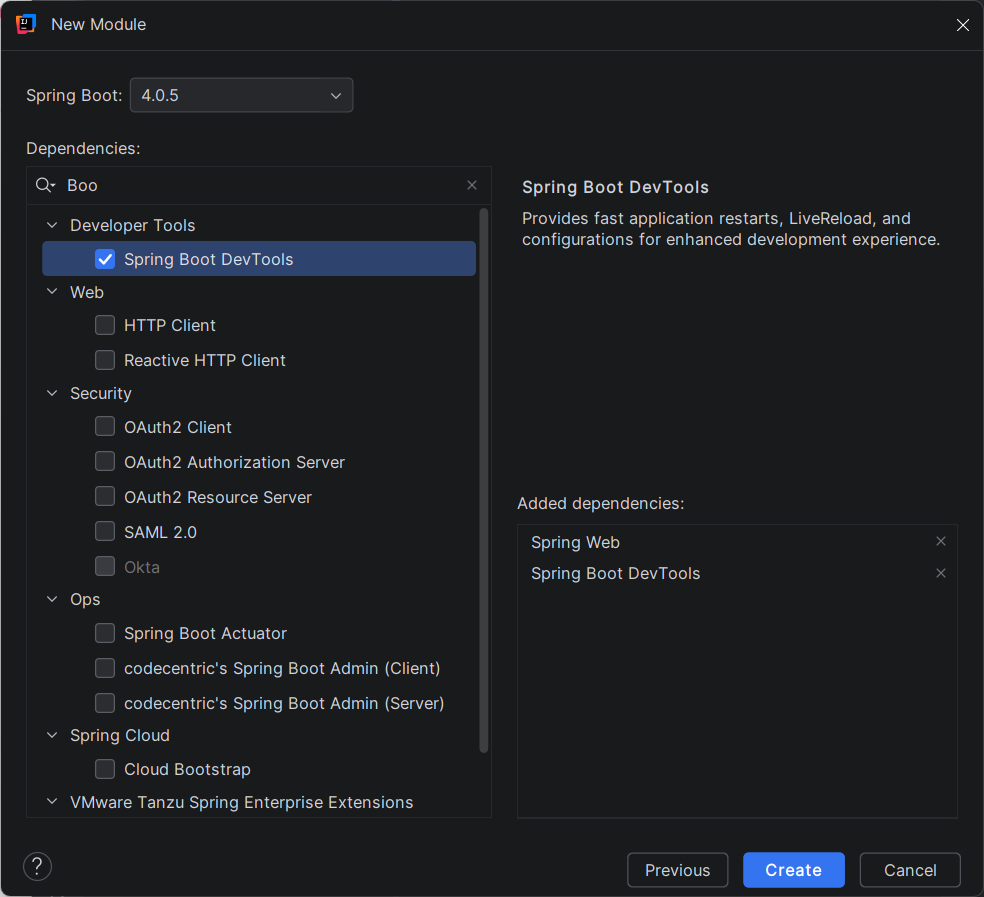 New Module
Spring Boot: 4.0.5
Dependencies:
Boo
Developer Tools
Spring Boot DevTools
Web
HTTP Client
Reactive HTTP Client
Security
OAuth2 Client
OAuth2 Authorization Server
OAuth2 Resource Server
SAML 2.0
Okta
Ops
Spring Boot Actuator
codecentric's Spring Boot Admin (Client)
codecentric's Spring Boot Admin (Server)
Spring Cloud
Cloud Bootstrap
VMware Tanzu Spring Enterprise Extensions
Spring Boot DevTools
Provides fast application restarts, LiveReload, and
configurations for enhanced development experience.
Added dependencies:
Spring Web
Spring Boot DevTools
?
Previous
Create
Cancel